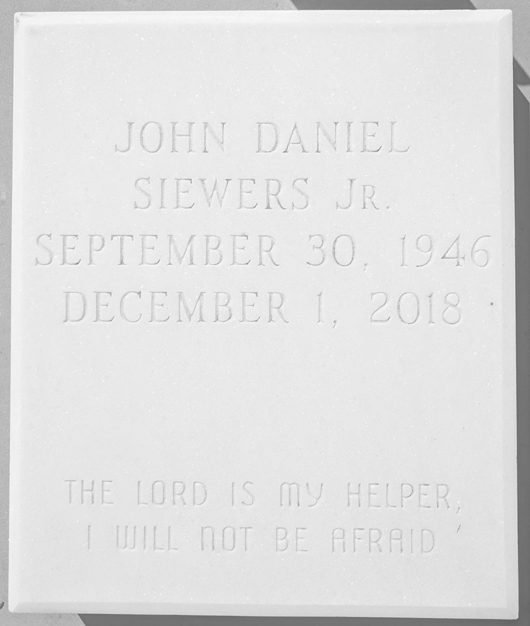 JOHN DANIEL
SIEWERS JR.
SEPTEMBER 30, 1946
DECEMBER 1, 2018
THE LORD IS MY HELPER,
I WILL NOT BE AFRAID